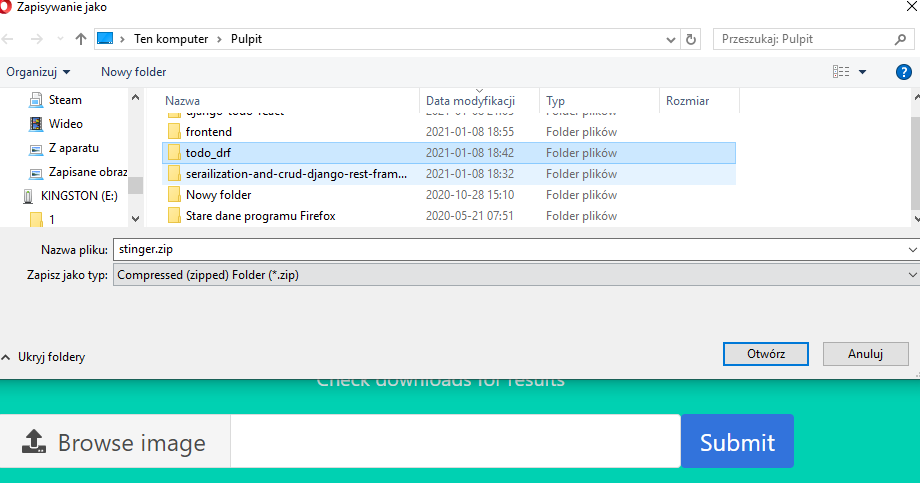 Zapisywanie jako
Ten komputer > Pulpit
Przeszukaj: Pulpit
Organizuj
Nowy folder
?
Nazwa Data modyfikacji Typ Rozmiar
Steam
Wideo
Z aparatu
Zapisane obraz
KINGSTON (E:)
1
django-todo-react 2021-01-08 21:03 Folder plików
frontend 2021-01-08 18:55 Folder plików
todo_drf 2021-01-08 18:42 Folder plików
serailization-and-crud-django-rest-fram... 2021-01-08 18:32 Folder plików
Nowy folder 2020-10-28 15:10 Folder plików
Stare dane programu Firefox 2020-05-21 07:51 Folder plików
Nazwa pliku: stinger.zip
Zapisz jako typ: Compressed (zipped) Folder (*.zip)
Ukryj foldery
Otwórz
Anuluj
Check downloads for results
Browse image
Submit